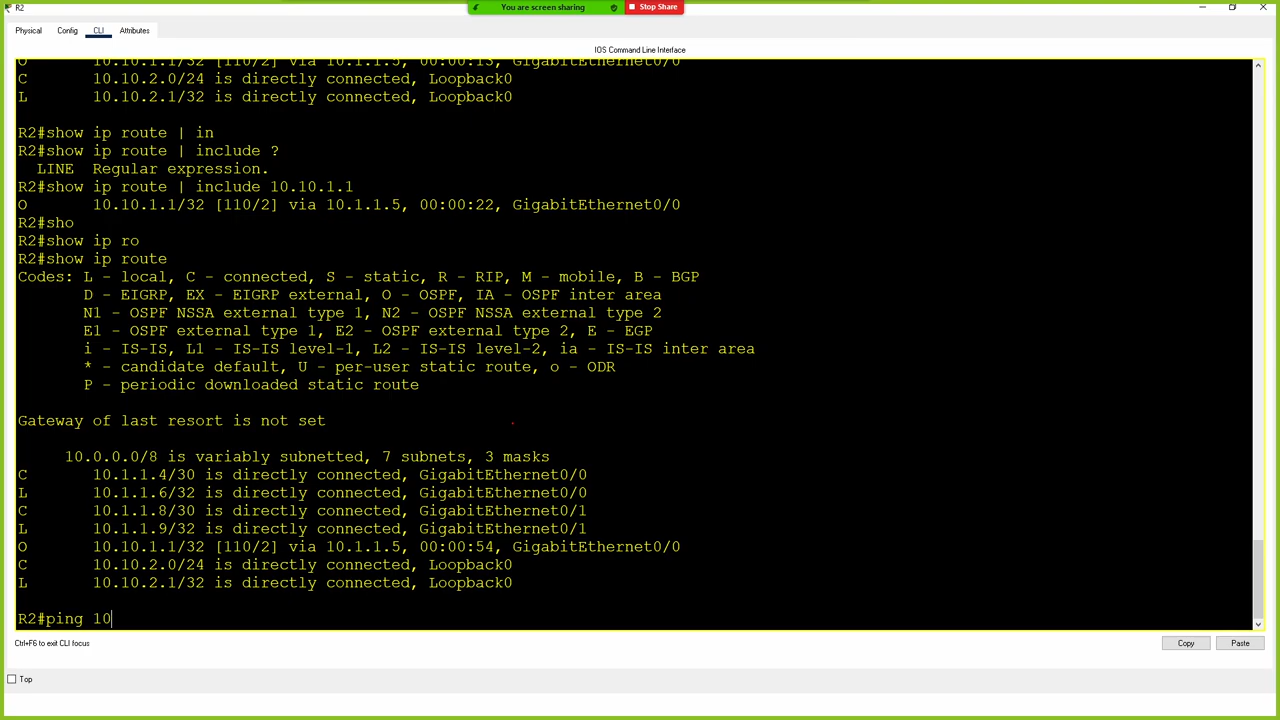 R2
You are screen sharing
Stop Share
Physical
Config
CLI
Attributes
IOS Command Line Interface
O 10.10.1.1/32 [110/2] via 10.1.1.5, 00:00:13, GigabitEthernet0/0
C 10.10.2.0/24 is directly connected, Loopback0
L 10.10.2.1/32 is directly connected, Loopback0
R2#show ip route | in
R2#show ip route | include ?
LINE Regular expression.
R2#show ip route | include 10.10.1.1
O 10.10.1.1/32 [110/2] via 10.1.1.5, 00:00:22, GigabitEthernet0/0
R2#sho
R2#show ip ro
R2#show ip route
Codes: L - local, C - connected, S - static, R - RIP, M - mobile, B - BGP
D - EIGRP, EX - EIGRP external, O - OSPF, IA - OSPF inter area
N1 - OSPF NSSA external type 1, N2 - OSPF NSSA external type 2
E1 - OSPF external type 1, E2 - OSPF external type 2, E - EGP
i - IS-IS, L1 - IS-IS level-1, L2 - IS-IS level-2, ia - IS-IS inter area
* - candidate default, U - per-user static route, o - ODR
P - periodic downloaded static route
Gateway of last resort is not set
10.0.0.0/8 is variably subnetted, 7 subnets, 3 masks
C 10.1.1.4/30 is directly connected, GigabitEthernet0/0
L 10.1.1.6/32 is directly connected, GigabitEthernet0/0
C 10.1.1.8/30 is directly connected, GigabitEthernet0/1
L 10.1.1.9/32 is directly connected, GigabitEthernet0/1
O 10.10.1.1/32 [110/2] via 10.1.1.5, 00:00:54, GigabitEthernet0/0
C 10.10.2.0/24 is directly connected, Loopback0
L 10.10.2.1/32 is directly connected, Loopback0
R2#ping 10
Ctrl+F6 to exit CLI focus
Copy
Paste
Top